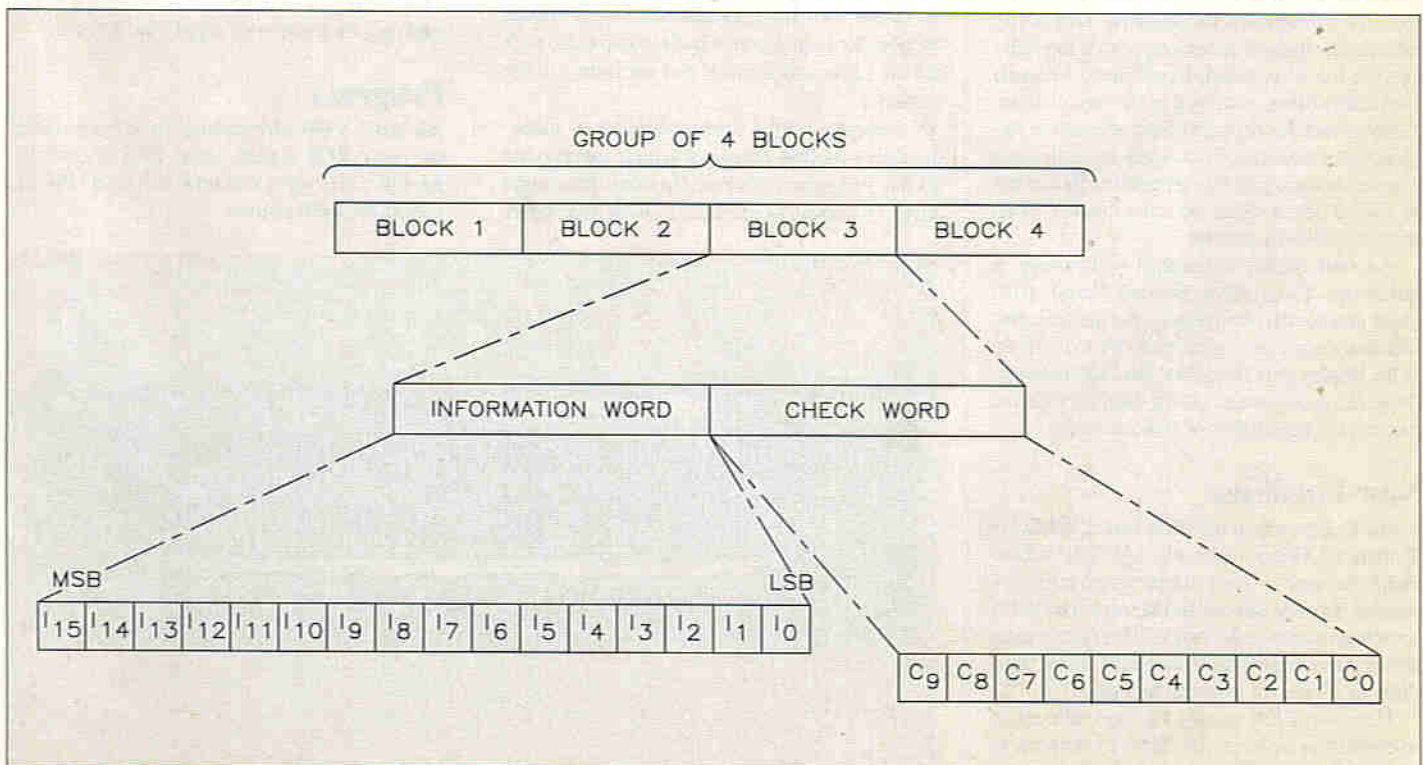 GROUP OF 4 BLOCKS
BLOCK 1 BLOCK 2 BLOCK 3 BLOCK 4
INFORMATION WORD CHECK WORD
MSB LSB
I15 I14 I13 I12 I11 I10 I9 I8 I7 I6 I5 I4 I3 I2 I1 I0
C9 C8 C7 C6 C5 C4 C3 C2 C1 C0